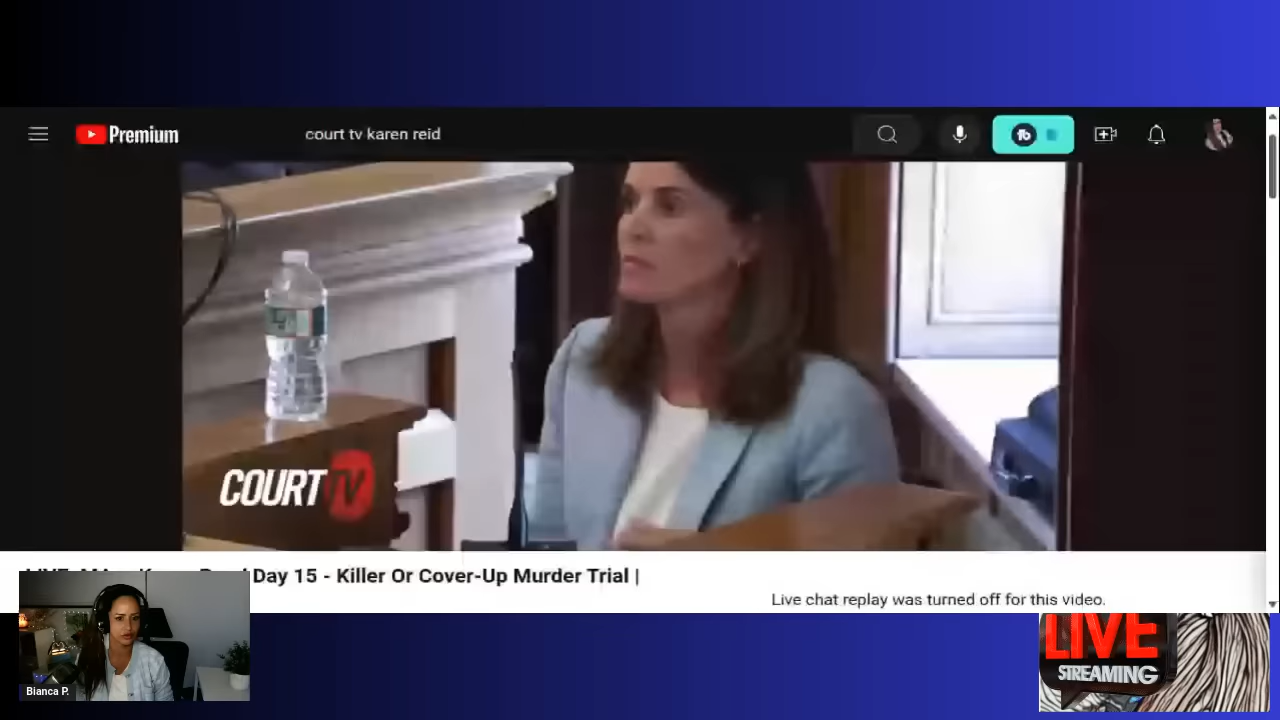 Premium
court tv karen reid
COURT TV
Day 15 - Killer Or Cover-Up Murder Trial |
Live chat replay was turned off for this video.
Bianca P.
LIVE
STREAMING